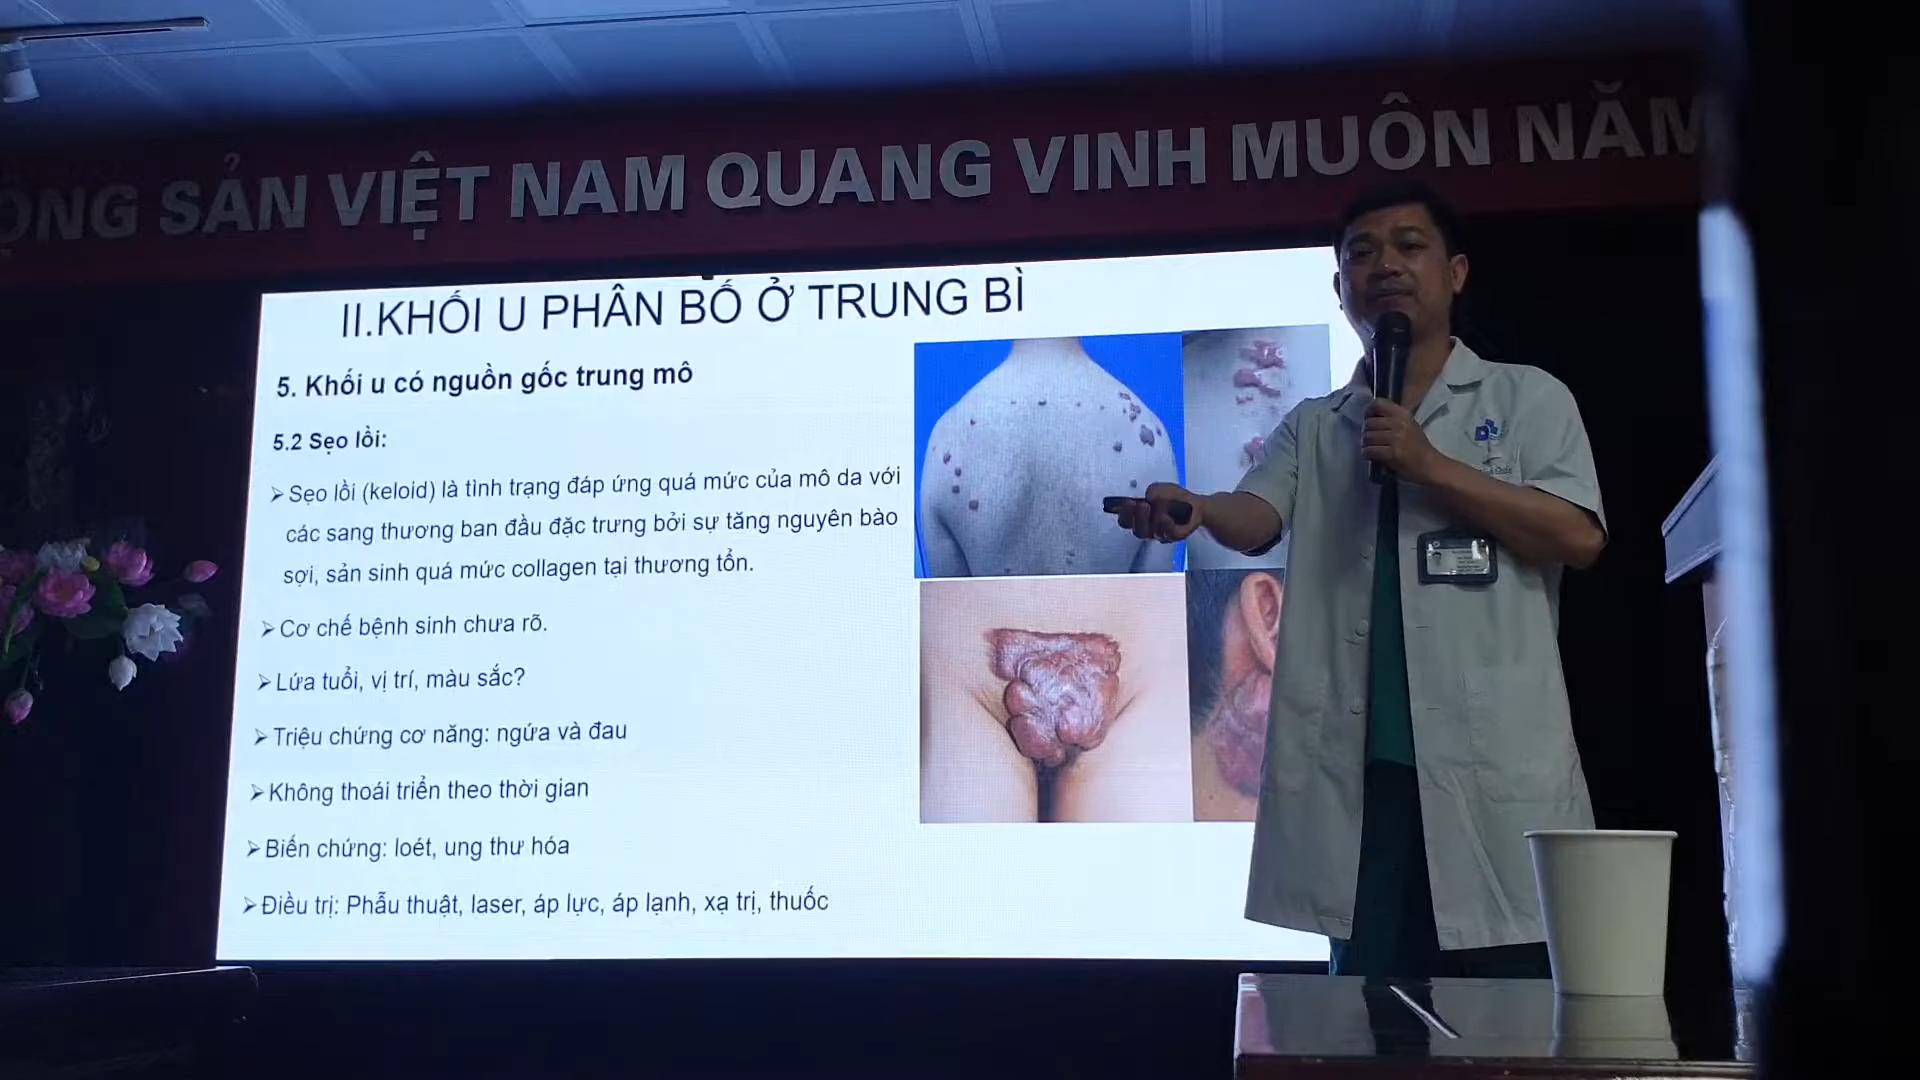 ỘNG SẢN VIỆT NAM QUANG VINH MUÔN NĂM
II.KHỐI U PHÂN BỐ Ở TRUNG BÌ
5. Khối u có nguồn gốc trung mô
5.2 Sẹo lồi:
➢Sẹo lồi (keloid) là tình trạng đáp ứng quá mức của mô da với
các sang thương ban đầu đặc trưng bởi sự tăng nguyên bào
sợi, sản sinh quá mức collagen tại thương tổn.
➢Cơ chế bệnh sinh chưa rõ.
➢Lứa tuổi, vị trí, màu sắc?
➢Triệu chứng cơ năng: ngứa và đau
➢Không thoái triển theo thời gian
➢Biến chứng: loét, ung thư hóa
➢Điều trị: Phẫu thuật, laser, áp lực, áp lạnh, xạ trị, thuốc